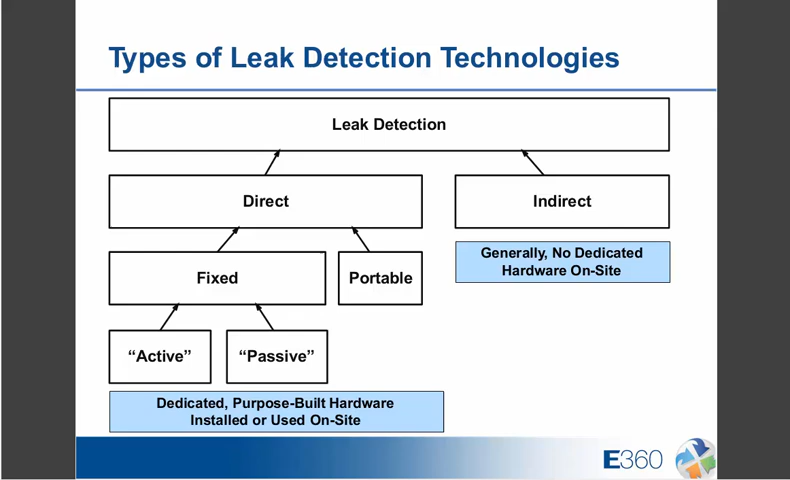 Types of Leak Detection Technologies
Leak Detection
Direct
Indirect
Generally, No Dedicated
Hardware On-Site
Fixed
Portable
“Active”
“Passive”
Dedicated, Purpose-Built Hardware
Installed or Used On-Site
E360